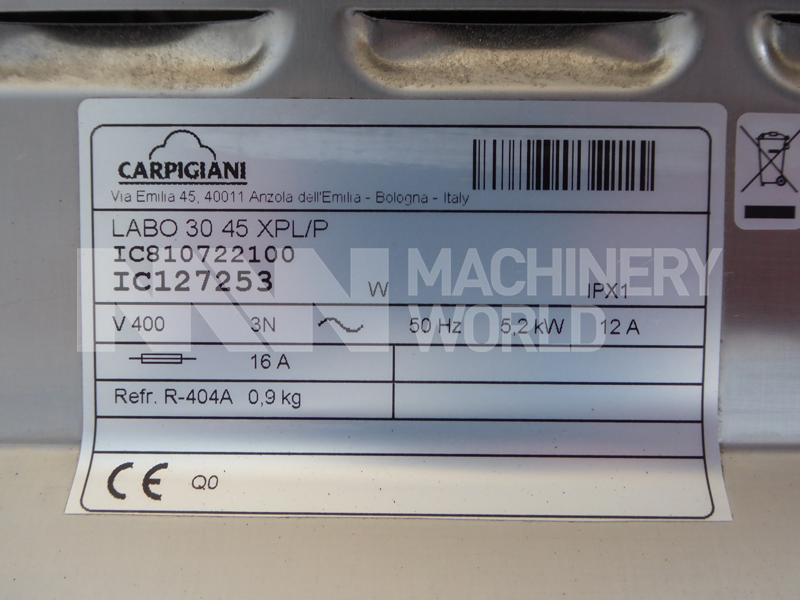 CARPIGIANI
Via Emilia 45, 40011 Anzola dell'Emilia - Bologna - Italy
LABO 30 45 XPL/P
IC810722100
IC127253 W IPX1
MACHINERY
WORLD
V 400 3N 50 Hz 5,2 kW 12 A
16 A
Refr. R-404A 0,9 kg
CE Q0